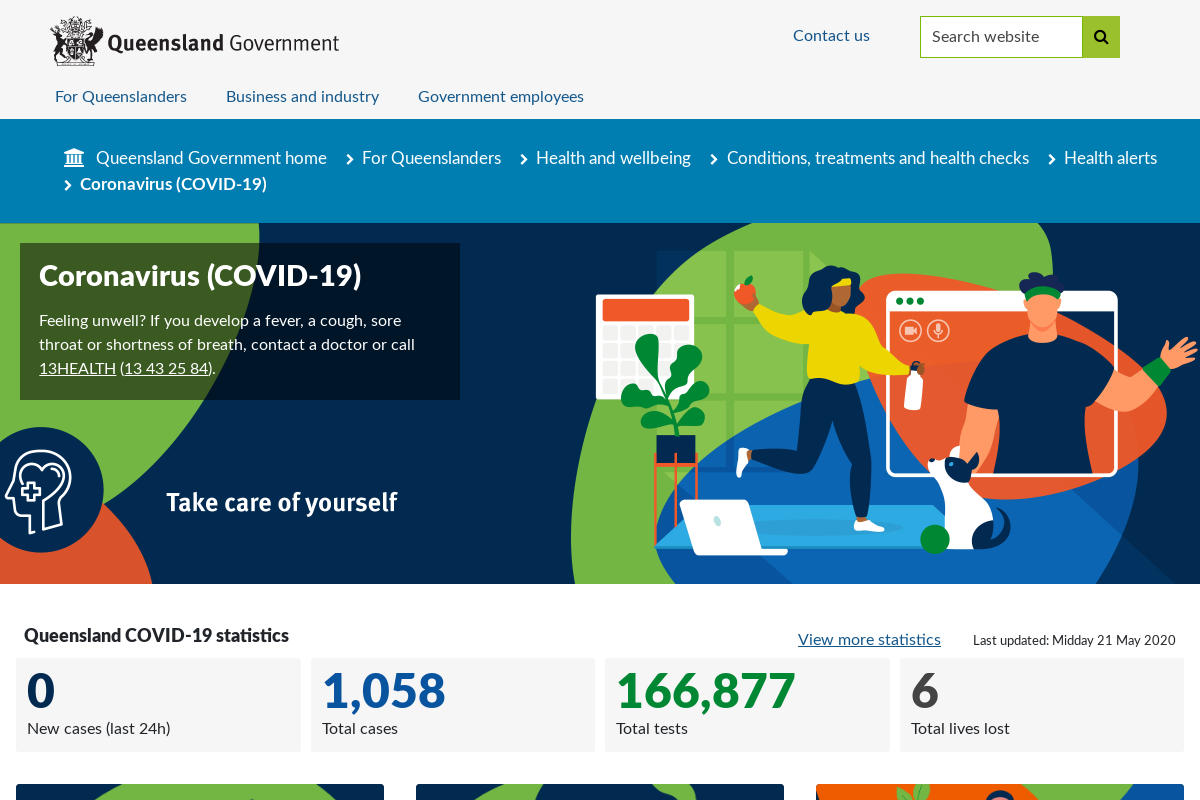 Queensland Government
Contact us
Search website
For Queenslanders
Business and industry
Government employees
Queensland Government home
For Queenslanders
Health and wellbeing
Conditions, treatments and health checks
Health alerts
Coronavirus (COVID-19)
Coronavirus (COVID-19)
Feeling unwell? If you develop a fever, a cough, sore
throat or shortness of breath, contact a doctor or call
13HEALTH (13 43 25 84).
Take care of yourself
Queensland COVID-19 statistics
View more statistics
Last updated: Midday 21 May 2020
0
New cases (last 24h)
1,058
Total cases
166,877
Total tests
6
Total lives lost